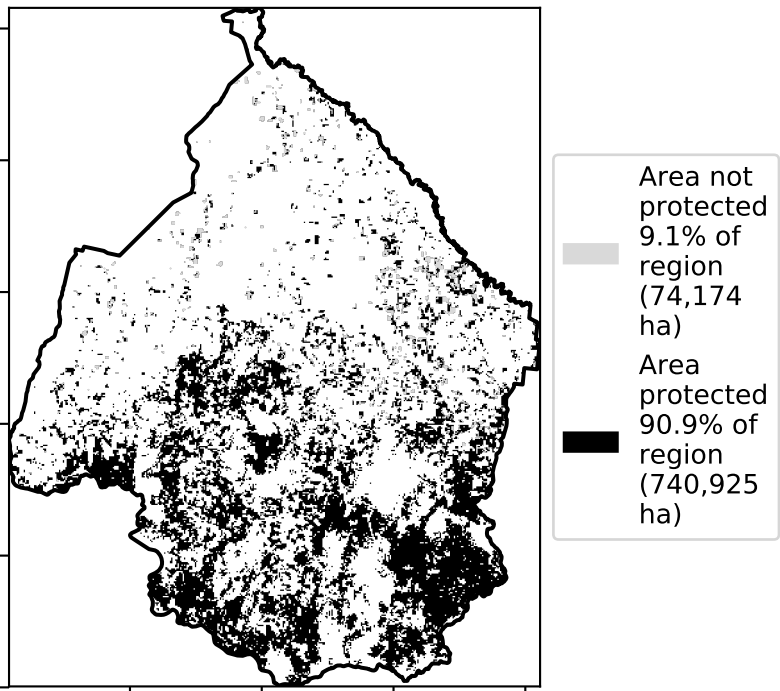 Area not
protected
9.1% of
region
(74,174
ha)
Area
protected
90.9% of
region
(740,925
ha)